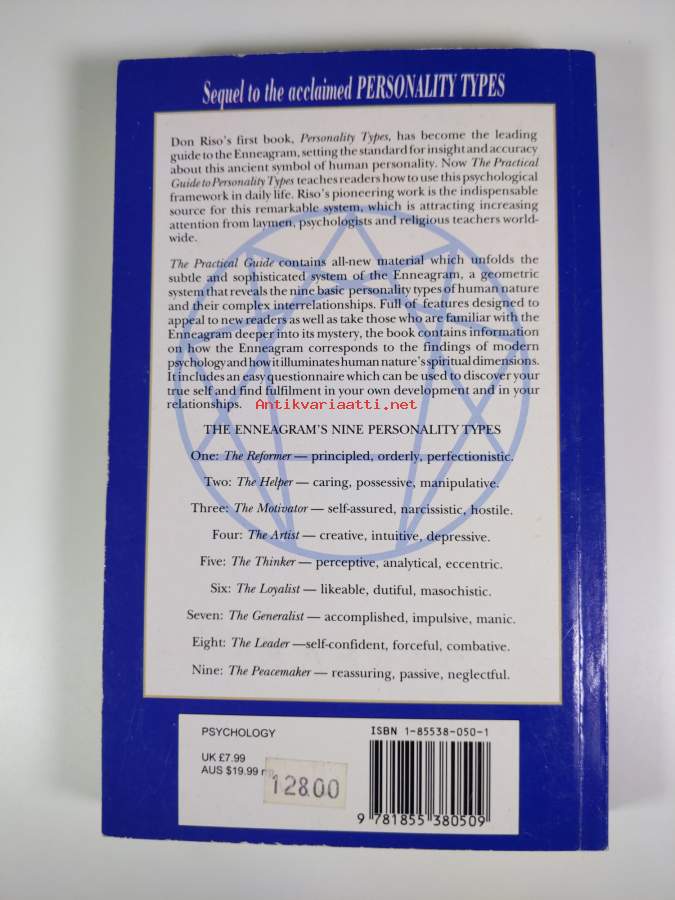 Sequel to the acclaimed PERSONALITY TYPES
Don Riso's first book, Personality Types, has become the leading
guide to the Enneagram, setting the standard for insight and accuracy
about this ancient symbol of human personality. Now The Practical
Guide to Personality Types teaches readers how to use this psychological
framework in daily life. Riso's pioneering work is the indispensable
source for this remarkable system, which is attracting increasing
attention from laymen, psychologists and religious teachers world-
wide.
The Practical Guide contains all-new material which unfolds the
subtle and sophisticated system of the Enneagram, a geometric
system that reveals the nine basic personality types of human nature
and their complex interrelationships. Full of features designed to
appeal to new readers as well as take those who are familiar with the
Enneagram deeper into its mystery, the book contains information
on how the Enneagram corresponds to the findings of modern
psychology and how it illuminates human nature's spiritual dimensions.
It includes an easy questionnaire which can be used to discover your
true self and find fulfilment in your own development and in your
relationships.
Antikvariaatti.net
THE ENNEAGRAM'S NINE PERSONALITY TYPES
One: The Reformer — principled, orderly, perfectionistic.
Two: The Helper — caring, possessive, manipulative.
Three: The Motivator — self-assured, narcissistic, hostile.
Four: The Artist — creative, intuitive, depressive.
Five: The Thinker — perceptive, analytical, eccentric.
Six: The Loyalist — likeable, dutiful, masochistic.
Seven: The Generalist — accomplished, impulsive, manic.
Eight: The Leader —self-confident, forceful, combative.
Nine: The Peacemaker — reassuring, passive, neglectful.
PSYCHOLOGY
UK £7.99
AUS $19.99
12800
ISBN 1-85538-050-1
9 781855 380509